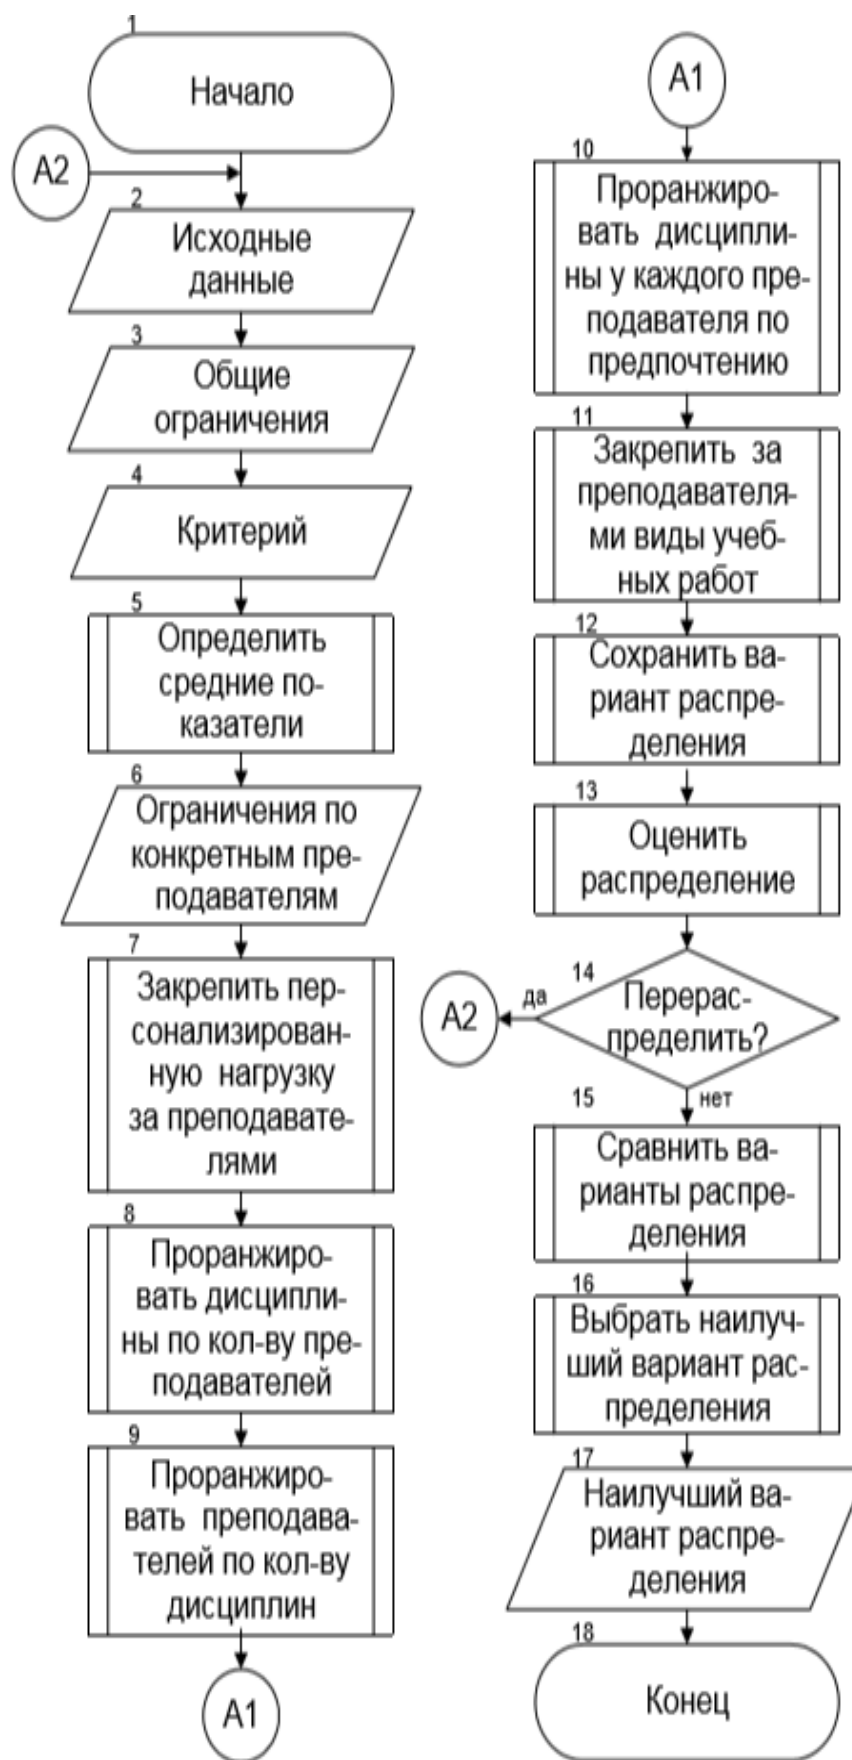 1
Начало
А2
2
Исходные
данные
3
Общие
ограничения
4
Критерий
5
Определить
средние по-
казатели
6
Ограничения по
конкретным пре-
подавателям
7
Закрепить пер-
сонализирован-
ную нагрузку
за преподавате-
лями
8
Проранжиро-
вать дисципли-
ны по кол-ву пре-
подавателей
9
Проранжиро-
вать преподава-
телей по кол-ву
дисциплин
А1
А1
10
Проранжиро-
вать дисципли-
ны у каждого пре-
подавателя по
предпочтению
11
Закрепить за
преподавателя-
ми виды учеб-
ных работ
12
Сохранить ва-
риант распре-
деления
13
Оценить
распределение
14
Перерас-
пределить?
да
А2
нет
15
Сравнить ва-
рианты распре-
деления
16
Выбрать наилуч-
ший вариант рас-
пределения
17
Наилучший ва-
риант распре-
деления
18
Конец